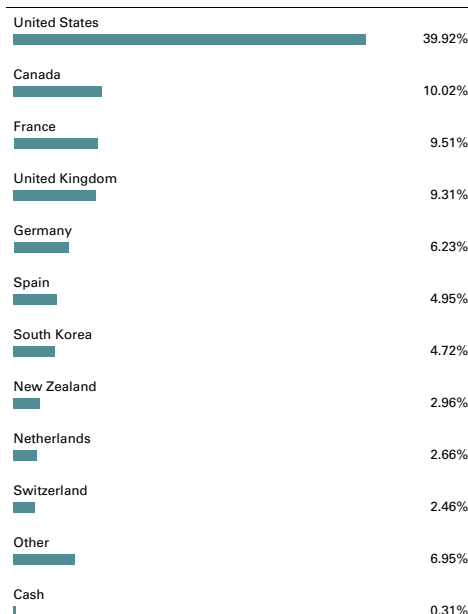 United States
39.92%
Canada
10.02%
France
9.51%
United Kingdom
9.31%
Germany
6.23%
Spain
4.95%
South Korea
4.72%
New Zealand
2.96%
Netherlands
2.66%
Switzerland
2.46%
Other
6.95%
Cash
0.31%